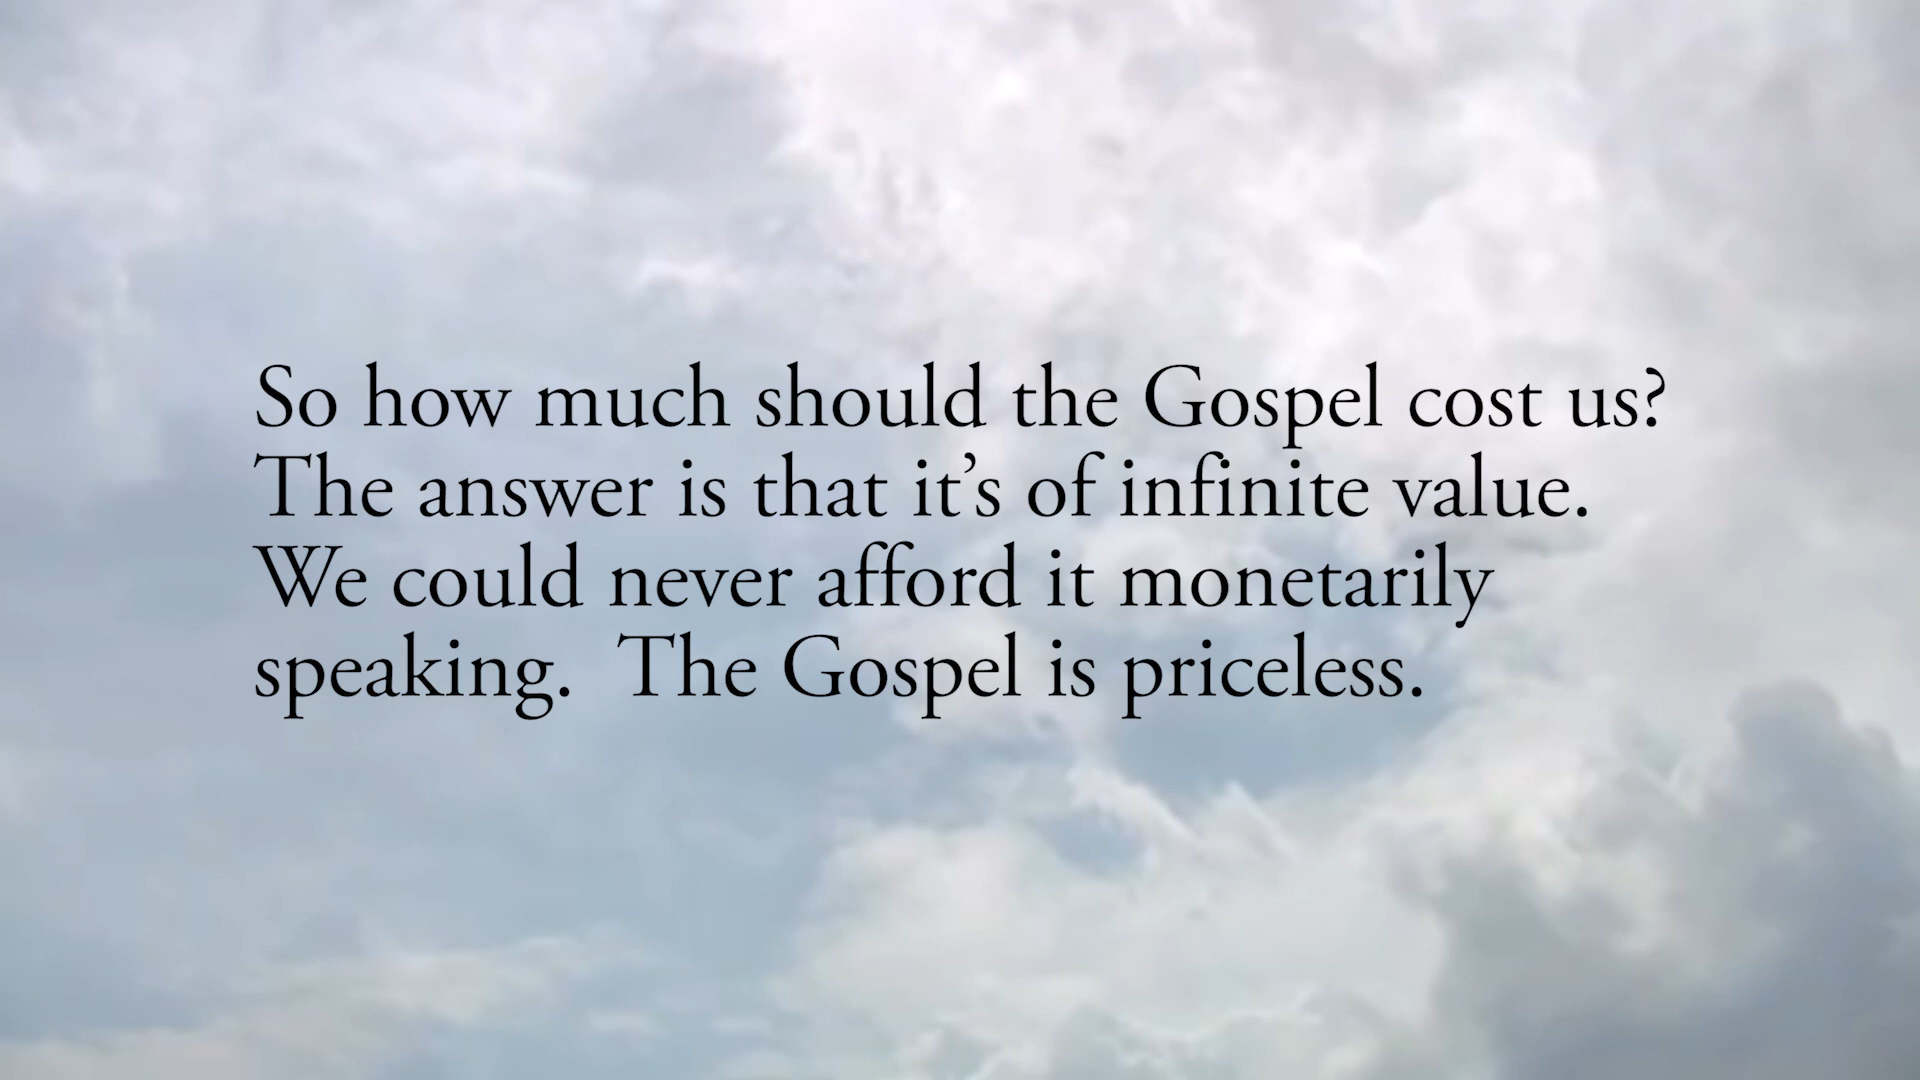 So how much should the Gospel cost us?
The answer is that it’s of infinite value.
We could never afford it monetarily
speaking.  The Gospel is priceless.